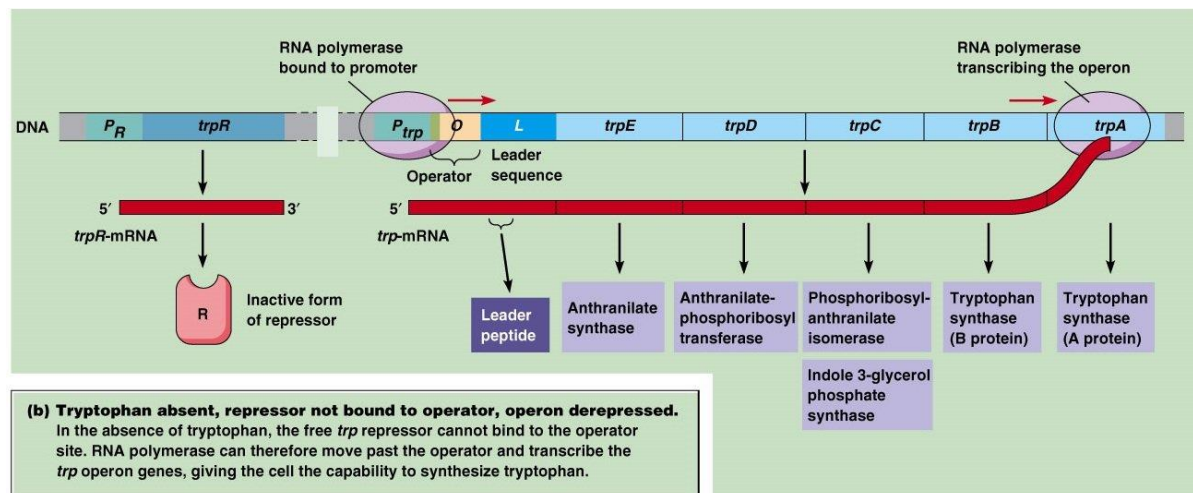 RNA polymerase
bound to promoter
RNA polymerase
transcribing the operon
DNA
P R
trpR
P trp
O
L
trpE
trpD
trpC
trpB
trpA
Operator
Leader
sequence
5′
3′
trpR-mRNA
5′
trp-mRNA
R
Inactive form
of repressor
Leader
peptide
Anthranilate
synthase
Anthranilate-
phosphoribosyl
transferase
Phosphoribosyl-
anthranilate
isomerase
Indole 3-glycerol
phosphate
synthase
Tryptophan
synthase
(B protein)
Tryptophan
synthase
(A protein)
(b) Tryptophan absent, repressor not bound to operator, operon derepressed.
In the absence of tryptophan, the free trp repressor cannot bind to the operator
site. RNA polymerase can therefore move past the operator and transcribe the
trp operon genes, giving the cell the capability to synthesize tryptophan.